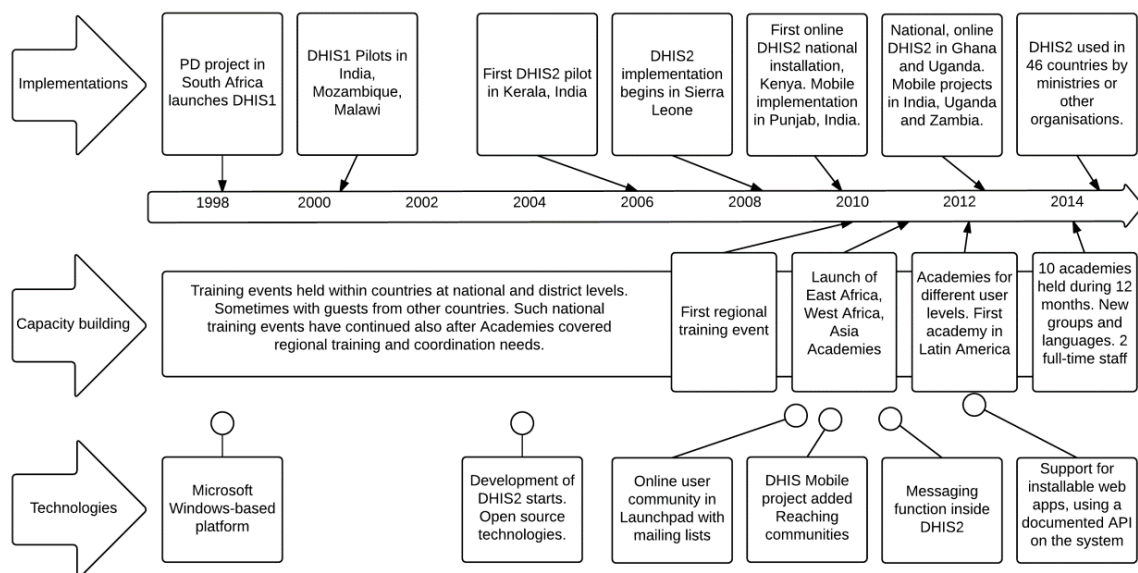 Implementations
PD project in
South Africa
launches DHIS1
DHIS1 Pilots in
India,
Mozambique,
Malawi
First DHIS2 pilot
in Kerala, India
DHIS2
implementation
begins in Sierra
Leone
First online
DHIS2 national
installation,
Kenya. Mobile
implementation
in Punjab, India.
National, online
DHIS2 in Ghana
and Uganda.
Mobile projects
in India, Uganda
and Zambia.
DHIS2 used in
46 countries by
ministries or
other
organisations.
1998 2000 2002 2004 2006 2008 2010 2012 2014
Capacity building
Training events held within countries at national and district levels.
Sometimes with guests from other countries. Such national
training events have continued also after Academies covered
regional training and coordination needs.
First regional
training event
Launch of
East Africa,
West Africa,
Asia
Academies
Academies for
different user
levels. First
academy in
Latin America
10 academies
held during 12
months. New
groups and
languages. 2
full-time staff
Technologies
Microsoft
Windows-based
platform
Development of
DHIS2 starts.
Open source
technologies.
Online user
community in
Launchpad with
mailing lists
DHIS Mobile
project added
Reaching
communities
Messaging
function inside
DHIS2
Support for
installable web
apps, using a
documented API
on the system